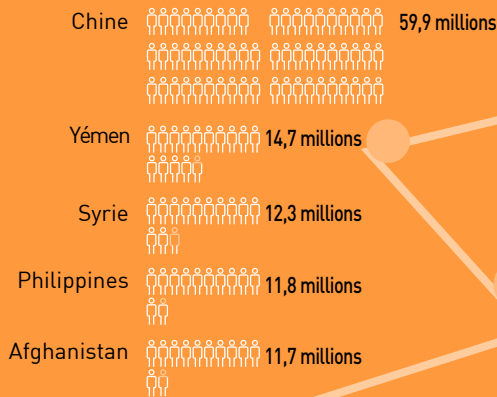 Chine 59,9 millions
Yémen 14,7 millions
Syrie 12,3 millions
Philippines 11,8 millions
Afghanistan 11,7 millions